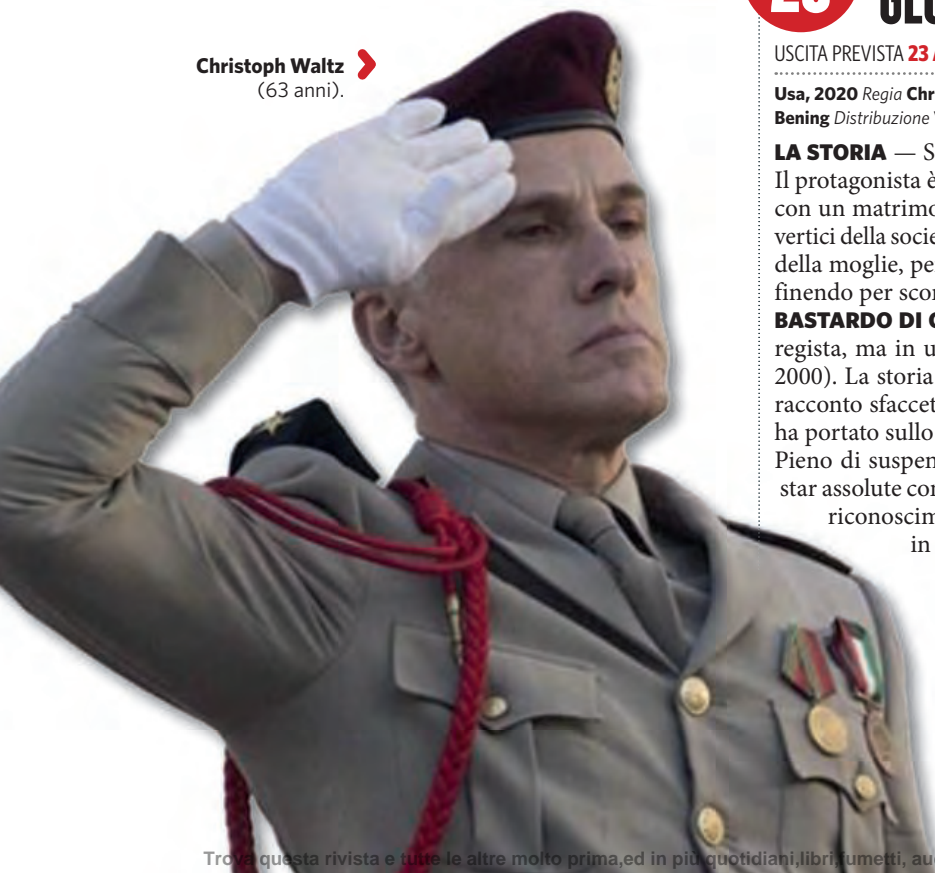 Christoph Waltz
(63 anni).
USCITA PREVISTA 23
Usa, 2020 Regia Chr
Bening Distribuzione
LA STORIA — S
Il protagonista è
con un matrimo
vertici della socie
della moglie, pe
finendo per scor
BASTARDO DI
regista, ma in u
2000). La storia
racconto sfaccet
ha portato sullo
Pieno di suspen
star assolute cor
riconoscim
in
Trova questa rivista e tutte le altre molto prima,ed in più quotidiani,libri,fumetti, au